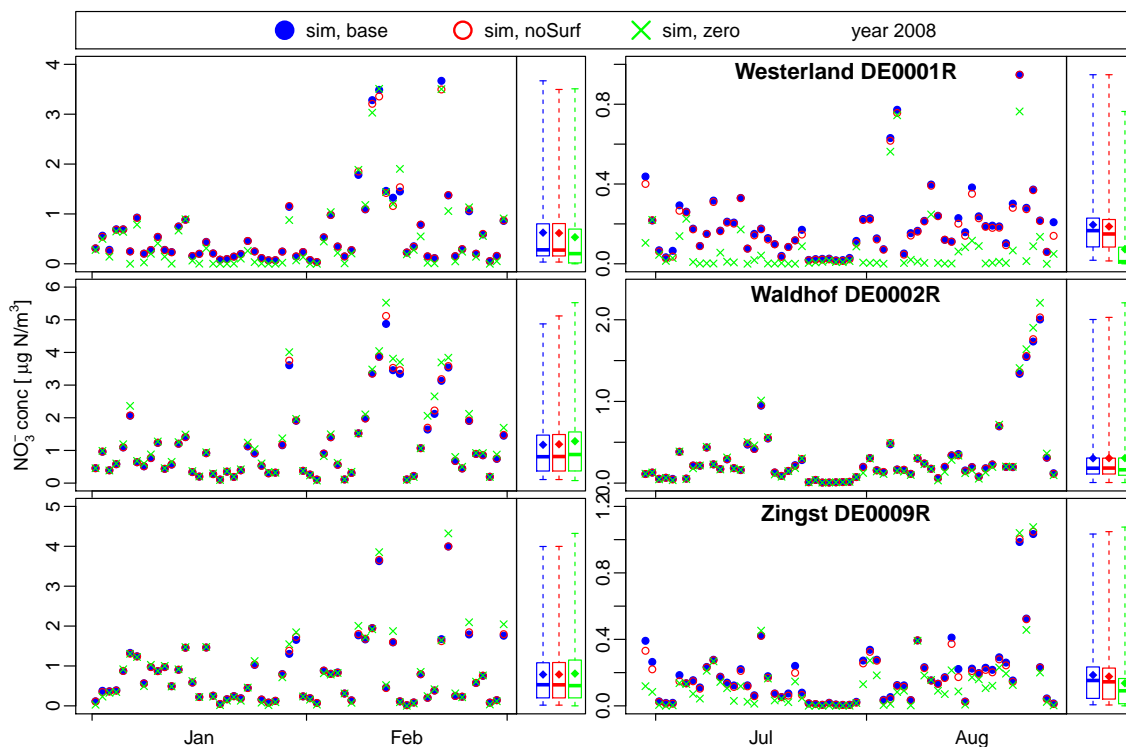 sim, base sim, noSurf sim, zero year 2008
Westerland DE0001R
0 1 2 3 4
0.0 0.4 0.8
Waldhof DE0002R
NO3− conc [ µg N/m³ ]
0 1 2 3 4 5 6
0.0 1.0 2.0
Zingst DE0009R
0 1 2 3 4 5
0.0 0.4 0.8 1.20
Jan Feb Jul Aug